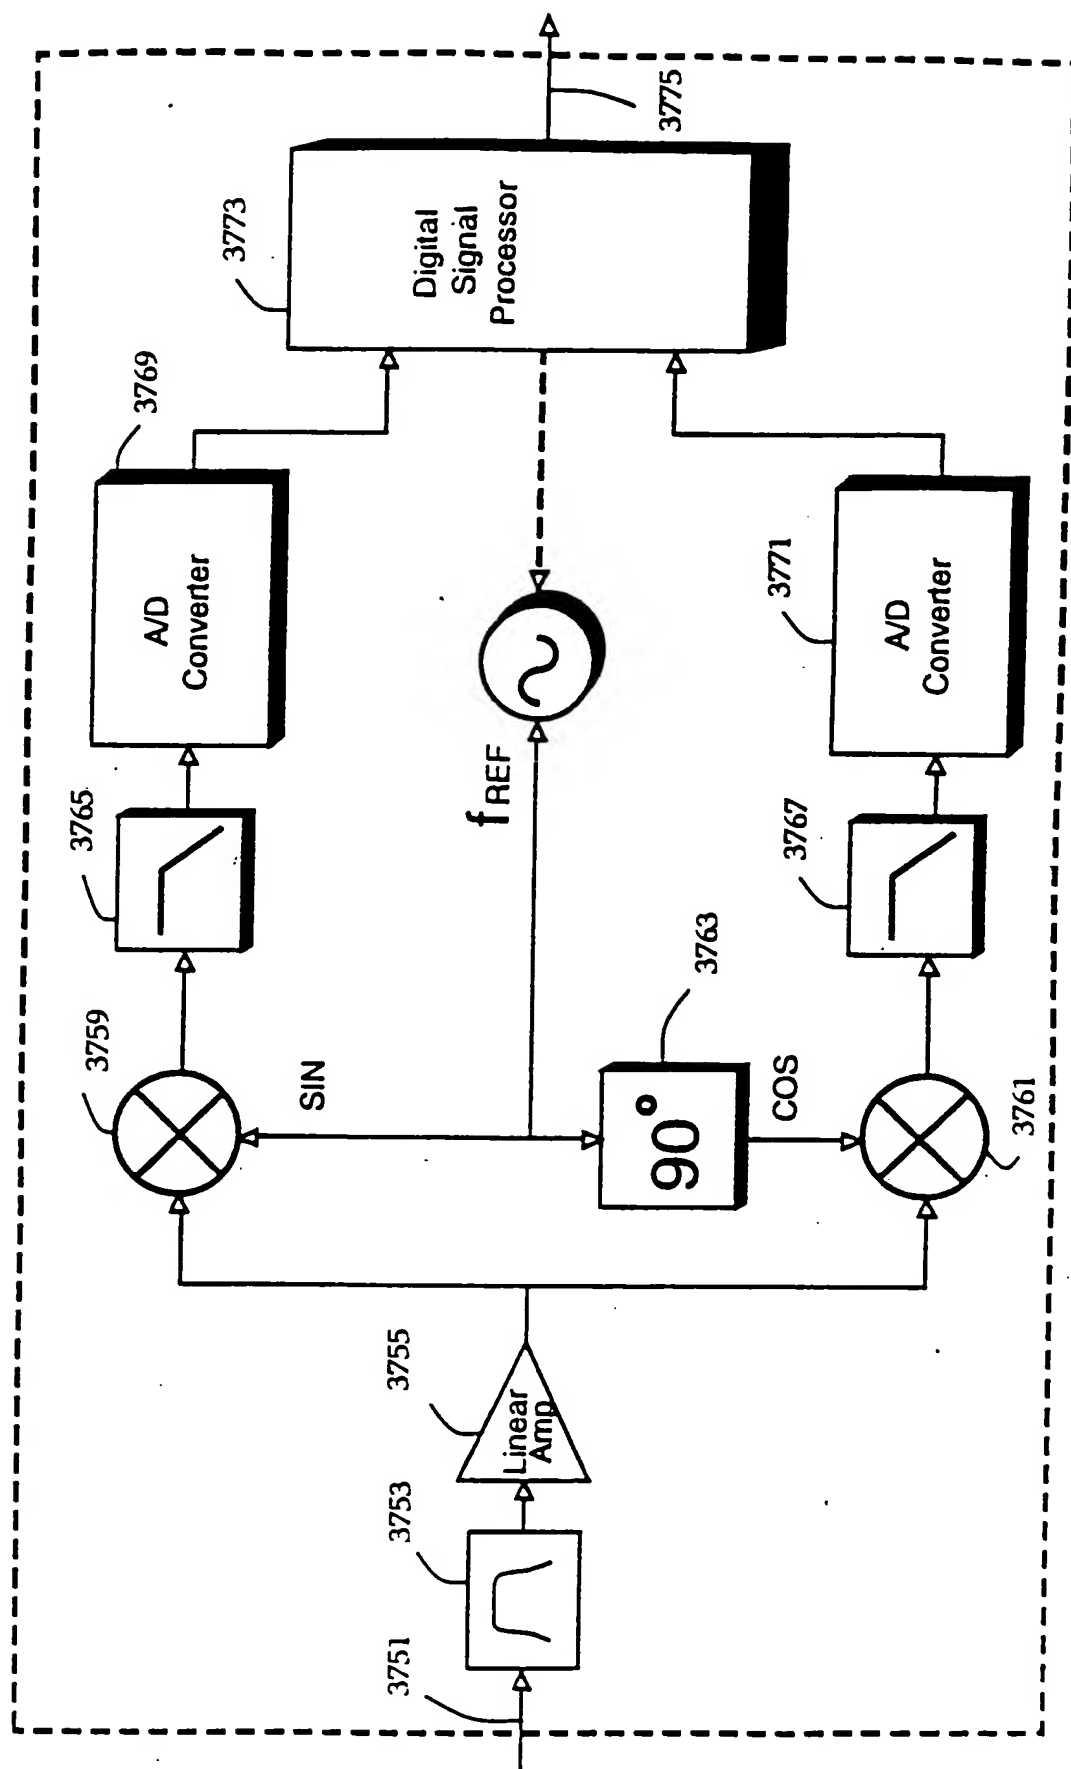 3751
3753
3755
Linear
Amp
3759
SIN
90°
3763
COS
3761
3765
fREF
3767
3769
A/D
Converter
3771
A/D
Converter
3773
Digital
Signal
Processor
3775